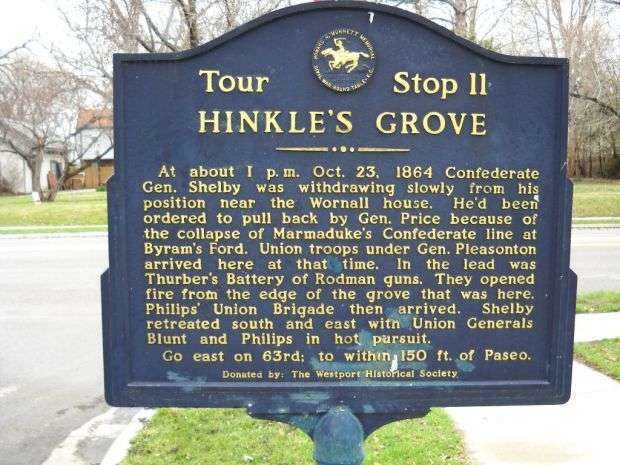 Tour Stop 11
HINKLE'S GROVE
At about 1 p.m. Oct. 23, 1864 Confederate
Gen. Shelby was withdrawing slowly from his
position near the Wornall house. He'd been
ordered to pull back by Gen. Price because of
the collapse of Marmaduke's Confederate line at
Byram's Ford. Union troops under Gen. Pleasonton
arrived here at that time. In the lead was
Thurber's Battery of Rodman guns. They opened
fire from the edge of the grove that was here.
Philips' Union Brigade then arrived. Shelby
retreated south and east with Union Generals
Blunt and Philips in hot pursuit.
Go east on 63rd; to within 150 ft. of Paseo.
Donated by: The Westport Historical Society